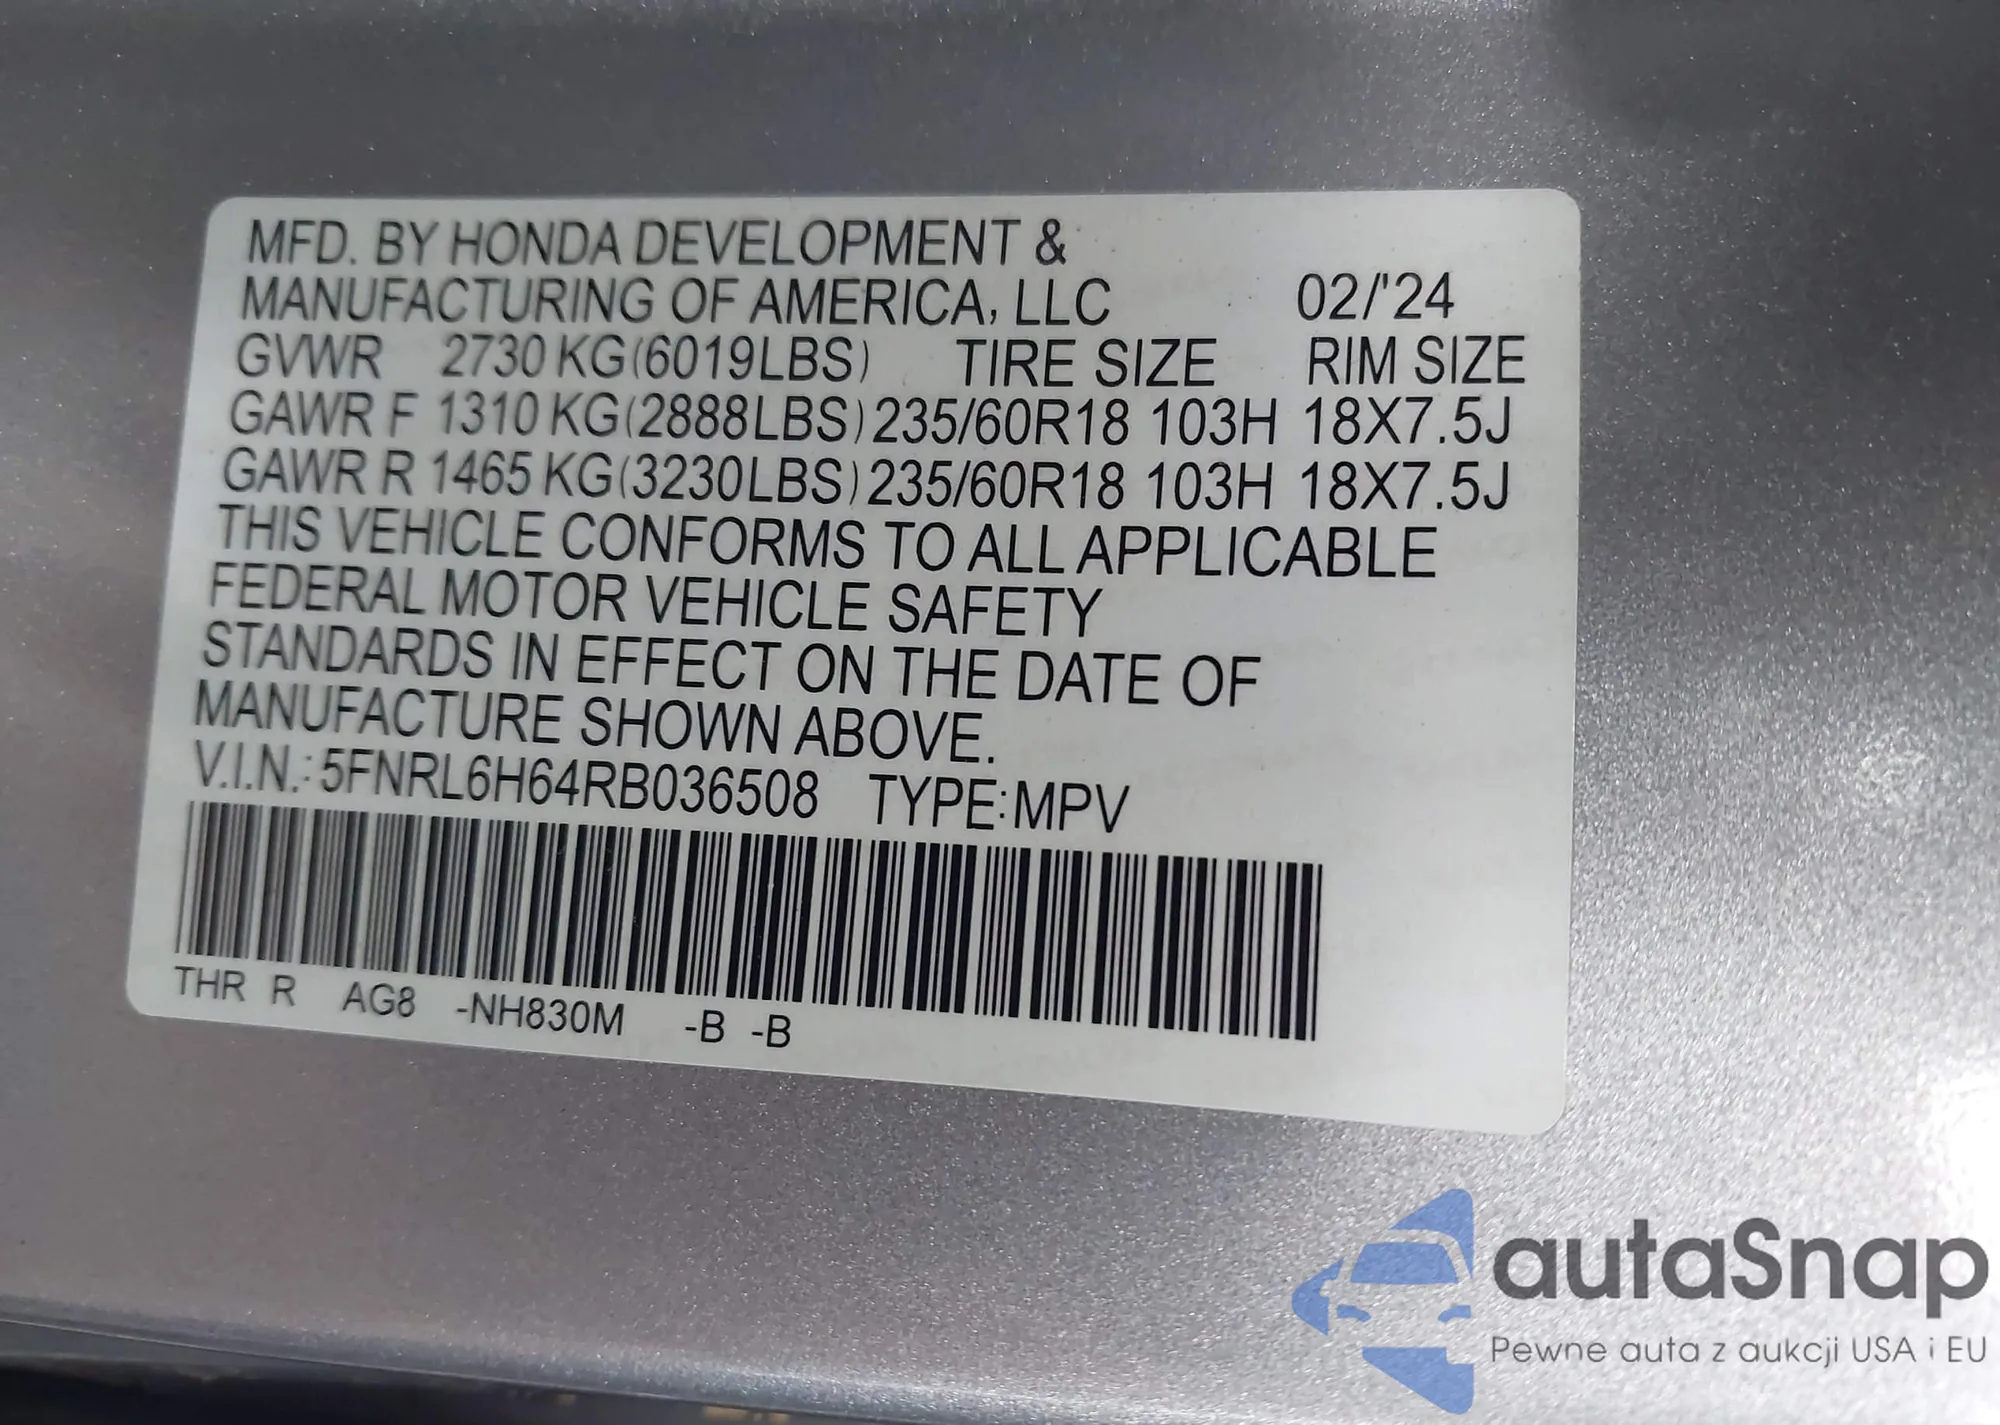 MFD. BY HONDA DEVELOPMENT &
MANUFACTURING OF AMERICA, LLC 02/'24
GVWR 2730 KG(6019LBS) TIRE SIZE RIM SIZE
GAWR F 1310 KG(2888LBS) 235/60R18 103H 18X7.5J
GAWR R 1465 KG(3230LBS) 235/60R18 103H 18X7.5J
THIS VEHICLE CONFORMS TO ALL APPLICABLE
FEDERAL MOTOR VEHICLE SAFETY
STANDARDS IN EFFECT ON THE DATE OF
MANUFACTURE SHOWN ABOVE.
V.I.N.: 5FNRL6H64RB036508 TYPE: MPV
THR R AG8 -NH830M -B -B
autaSnap
Pewne auta z aukcji USA i EU